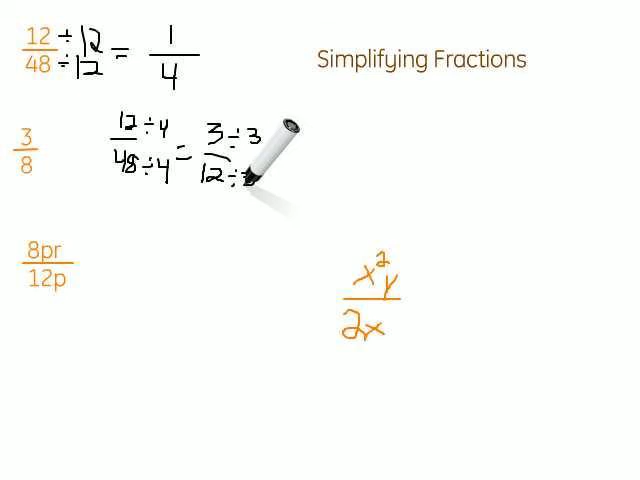 12 ÷ 12 = 1
48 ÷ 12 4
Simplifying Fractions
12 ÷ 4 = 3 ÷ 3
48 ÷ 4 12 ÷ 3
3
8
8pr
12p
x²y
2x